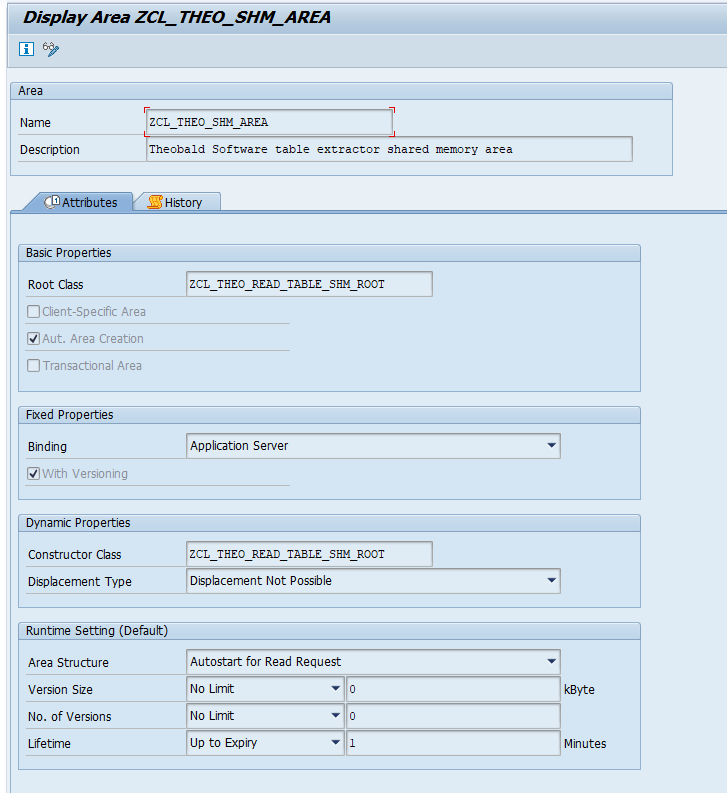 Display Area ZCL_THEO_SHM_AREA
Area
Name ZCL_THEO_SHM_AREA
Description Theobald Software table extractor shared memory area
Attributes History
Basic Properties
Root Class ZCL_THEO_READ_TABLE_SHM_ROOT
Client-Specific Area
Aut. Area Creation
Transactional Area
Fixed Properties
Binding Application Server
With Versioning
Dynamic Properties
Constructor Class ZCL_THEO_READ_TABLE_SHM_ROOT
Displacement Type Displacement Not Possible
Runtime Setting (Default)
Area Structure Autostart for Read Request
Version Size No Limit 0 kByte
No. of Versions No Limit 0
Lifetime Up to Expiry 1 Minutes